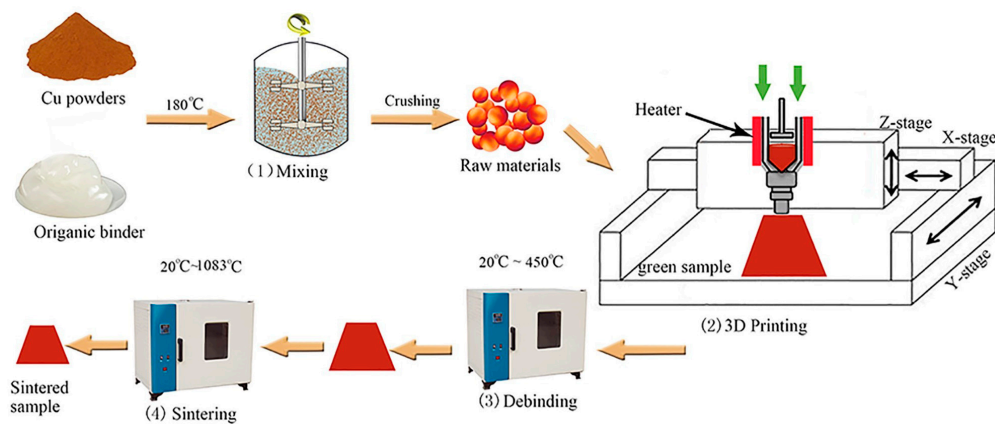 Cu powders
180℃
Origanic binder
(1) Mixing
Crushing
Raw materials
Heater
Z-stage
X-stage
Y-stage
green sample
(2) 3D Printing
20℃ ~ 450℃
(3) Debinding
20℃~1083℃
(4) Sintering
Sintered
sample